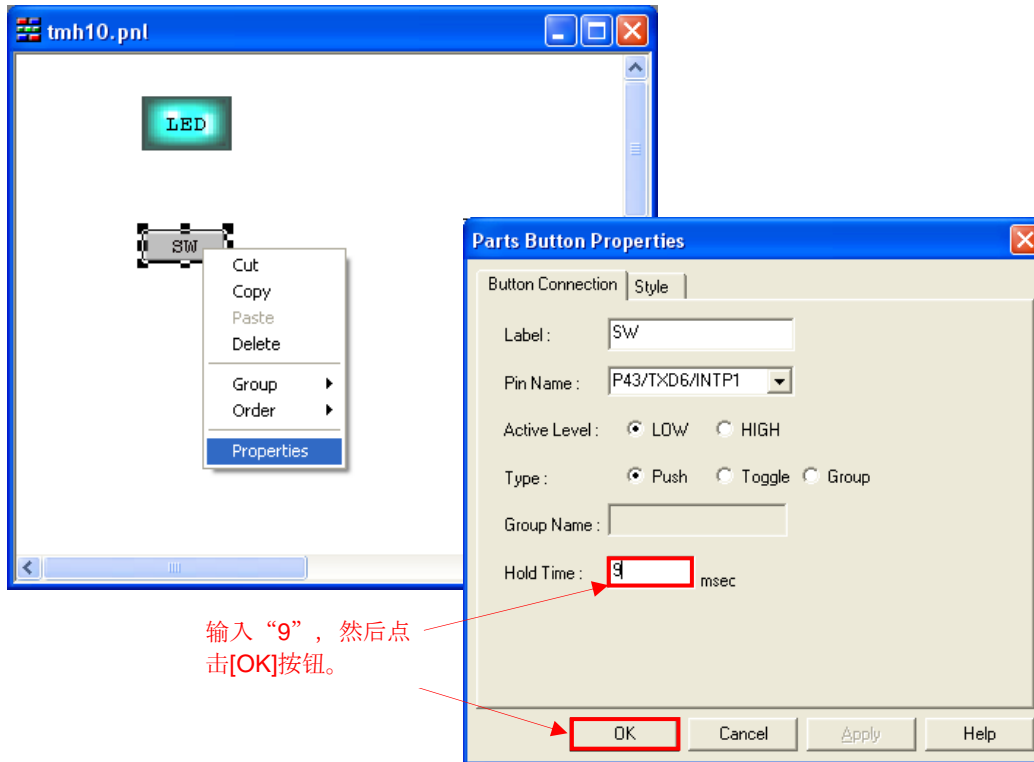 tmh10.pnl
LED
SW
Cut
Copy
Paste
Delete
Group
Order
Properties
Parts Button Properties
Button Connection
Style
Label :
SW
Pin Name :
P43/TXD6/INTP1
Active Level :
LOW
HIGH
Type :
Push
Toggle
Group
Group Name :
Hold Time :
9
msec
输入“9”，然后点
击[OK]按钮。
OK
Cancel
Apply
Help